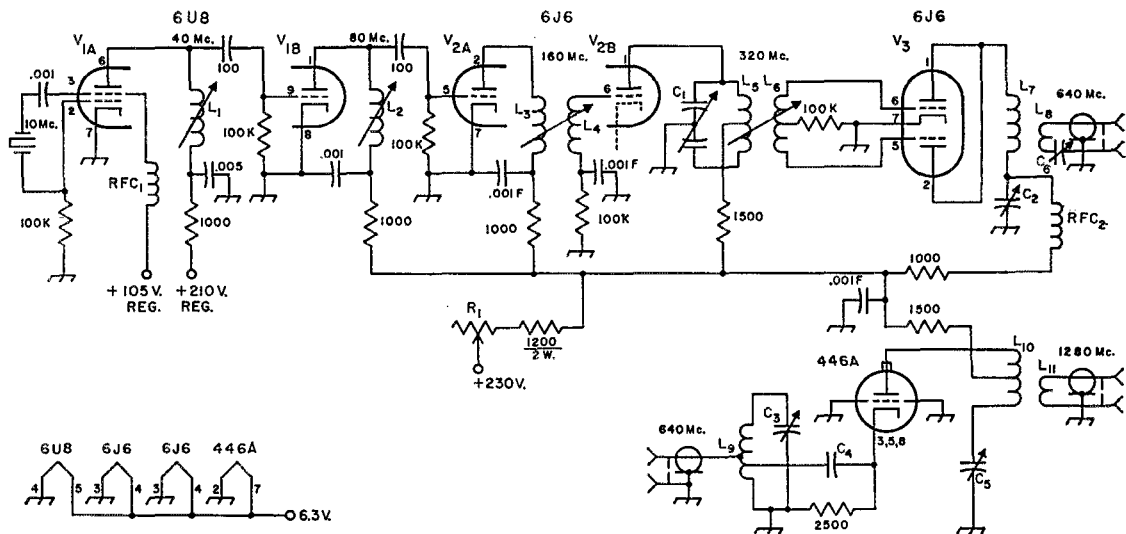 6U8
6J6
6J6
V1A
40 Mc.
V1B
80 Mc.
V2A
160 Mc.
V2B
320 Mc.
V3
6
100
1
100
2
1
C1
L5
L6
1
L7
.001
3
2
L1
9
L2
5
L3
6
100K
6
7
5
L8
640 Mc.
10 Mc.
7
100K
8
100K
7
L4
2
C6
RFC1
.005
.001
.001F
.001F
C2
100K
1000
1000
1000
100K
1500
RFC2
+105 V.
REG.
+210 V.
REG.
1000
.001F
R1
1200
2 W.
1500
+230 V.
446A
L10
L11
1280 Mc.
C3
640 Mc.
L9
C4
3,5,8
C5
2500
6U8
6J6
6J6
446A
4
5
3
4
3
4
2
7
6.3 V.